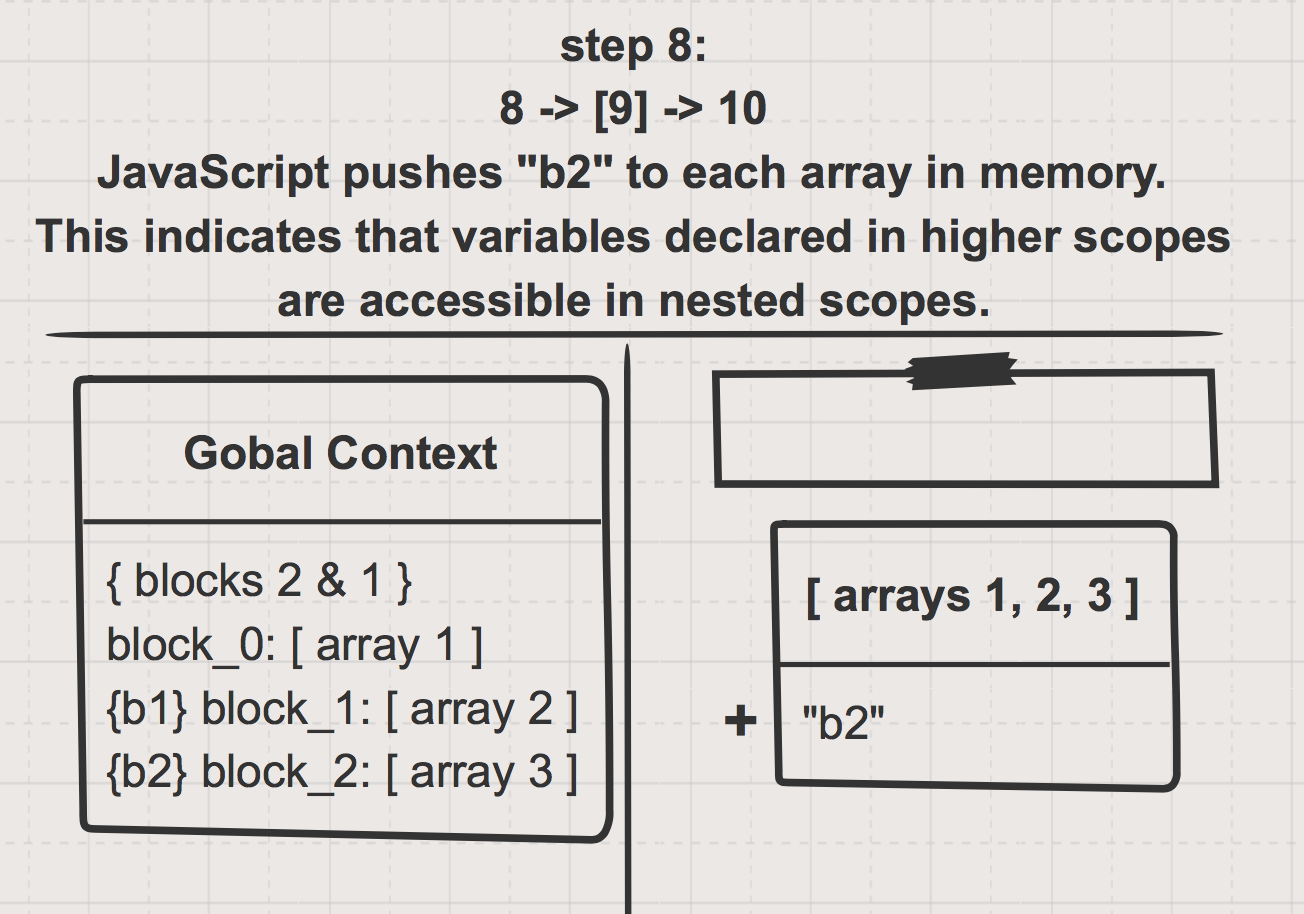 step 8:
8 -> [9] -> 10
JavaScript pushes "b2" to each array in memory.
This indicates that variables declared in higher scopes
are accessible in nested scopes.
Gobal Context
{ blocks 2 & 1 }
block_0: [ array 1 ]
{b1} block_1: [ array 2 ]
{b2} block_2: [ array 3 ]
[ arrays 1, 2, 3 ]
+ "b2"